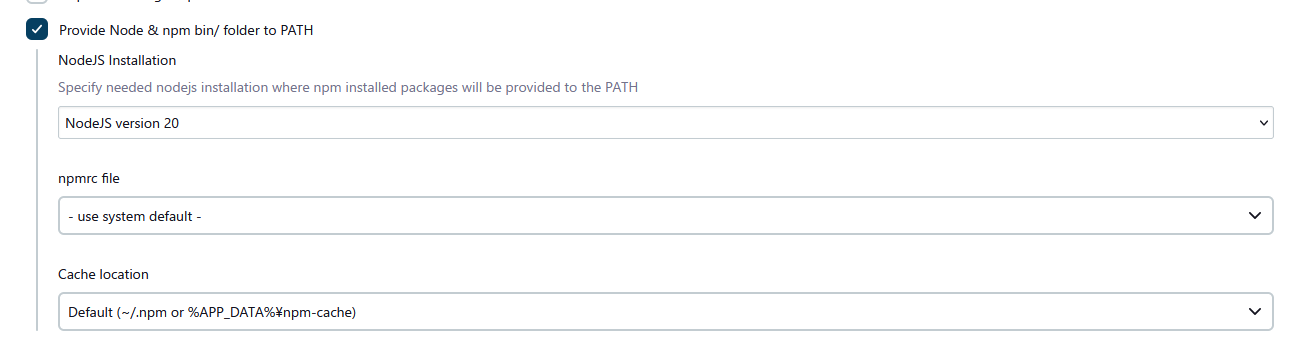 Provide Node & npm bin/ folder to PATH
NodeJS Installation
Specify needed nodejs installation where npm installed packages will be provided to the PATH
NodeJS version 20
npmrc file
- use system default -
Cache location
Default (~/.npm or %APP_DATA%¥npm-cache)